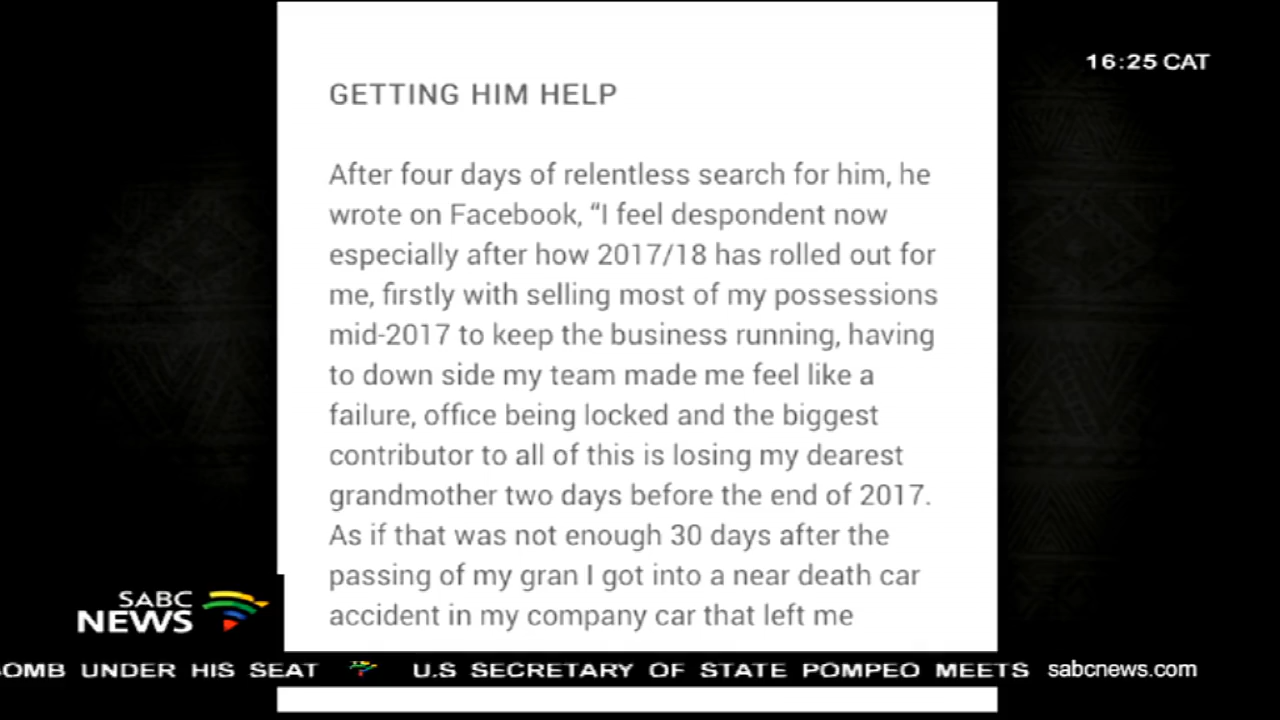 16:25 CAT
GETTING HIM HELP
After four days of relentless search for him, he
wrote on Facebook, “I feel despondent now
especially after how 2017/18 has rolled out for
me, firstly with selling most of my possessions
mid-2017 to keep the business running, having
to down side my team made me feel like a
failure, office being locked and the biggest
contributor to all of this is losing my dearest
grandmother two days before the end of 2017.
As if that was not enough 30 days after the
passing of my gran I got into a near death car
accident in my company car that left me
SABC
NEWS
UNDER HIS SEAT U.S SECRETARY OF STATE POMPEO MEETS sabcnews.com